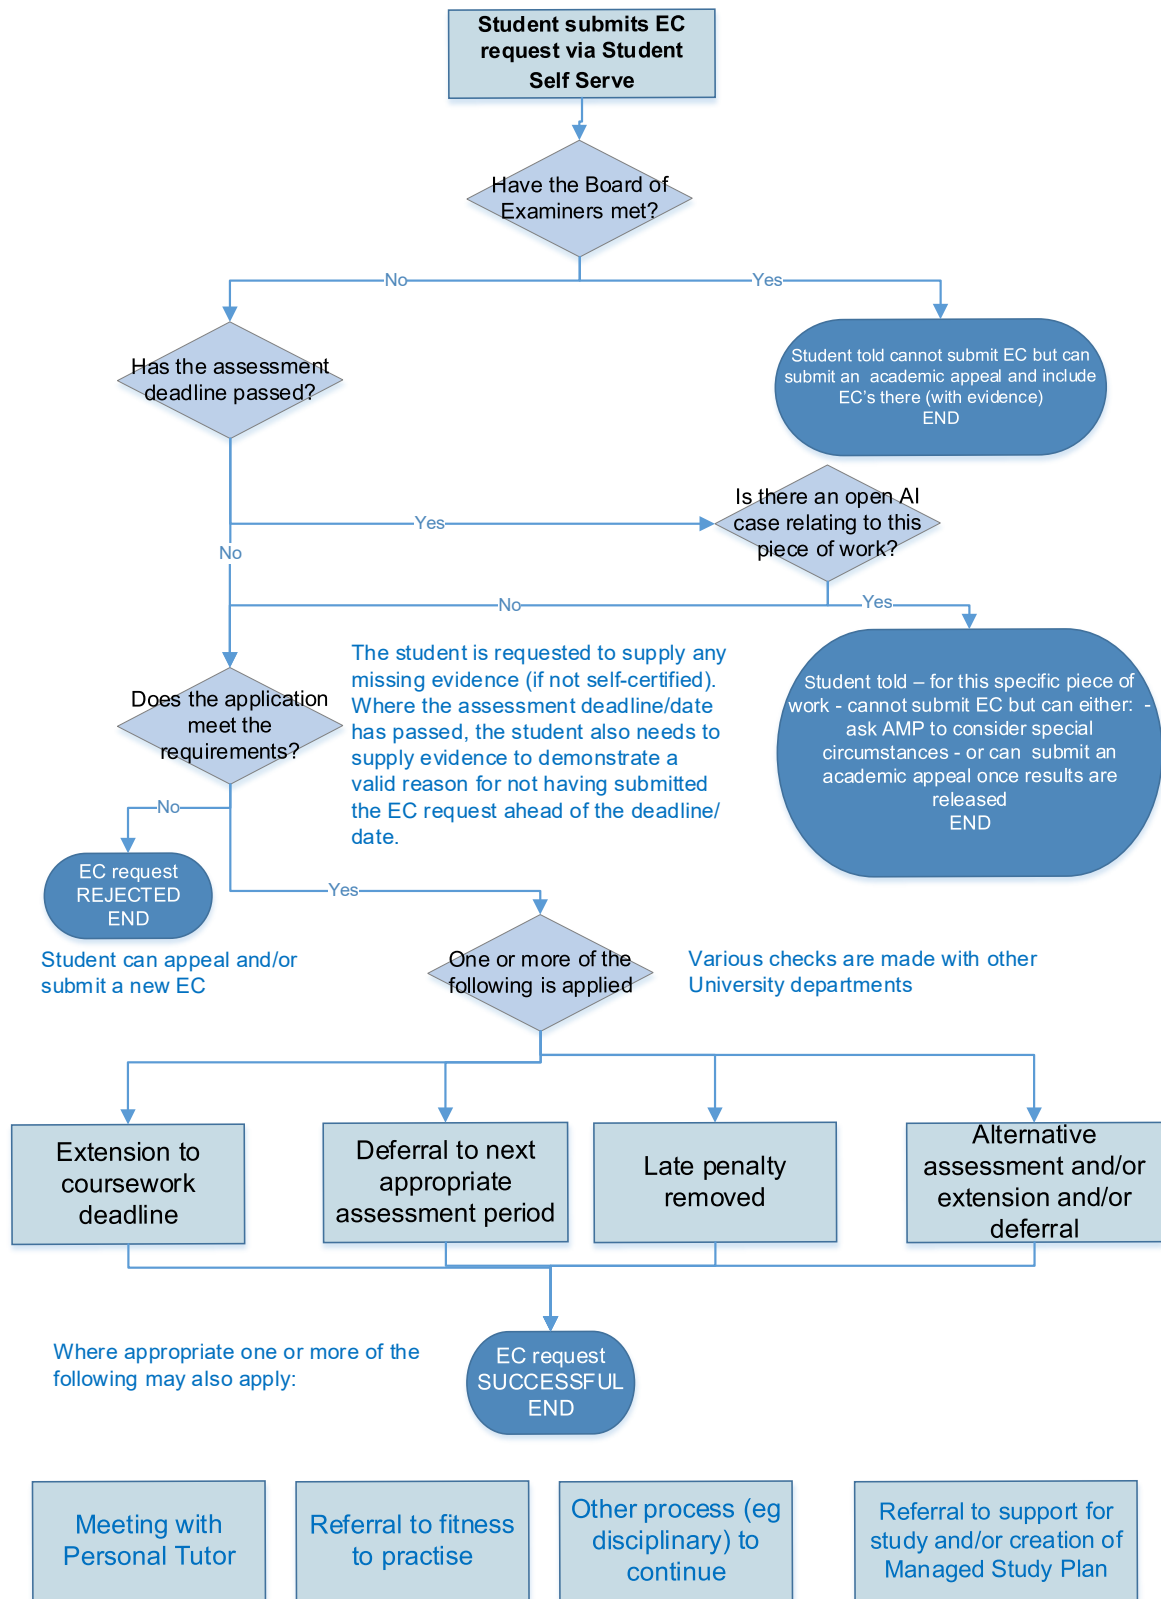 Student submits EC
request via Student
Self Serve
Have the Board of
Examiners met?
No
Yes
Has the assessment
deadline passed?
Student told cannot submit EC but can
submit an  academic appeal and include
EC's there (with evidence)
END
Is there an open AI
case relating to this
piece of work?
Yes
No
No
Yes
The student is requested to supply any
missing evidence (if not self-certified).
Where the assessment deadline/date
has passed, the student also needs to
supply evidence to demonstrate a
valid reason for not having submitted
the EC request ahead of the deadline/
date.
Student told – for this specific piece of
work - cannot submit EC but can either:  -
ask AMP to consider special
circumstances - or can  submit an
academic appeal once results are
released
END
Does the application
meet the
requirements?
No
EC request
REJECTED
END
Yes
Student can appeal and/or
submit a new EC
One or more of the
following is applied
Various checks are made with other
University departments
Extension to
coursework
deadline
Deferral to next
appropriate
assessment period
Late penalty
removed
Alternative
assessment and/or
extension and/or
deferral
Where appropriate one or more of the
following may also apply:
EC request
SUCCESSFUL
END
Meeting with
Personal Tutor
Referral to fitness
to practise
Other process (eg
disciplinary) to
continue
Referral to support for
study and/or creation of
Managed Study Plan